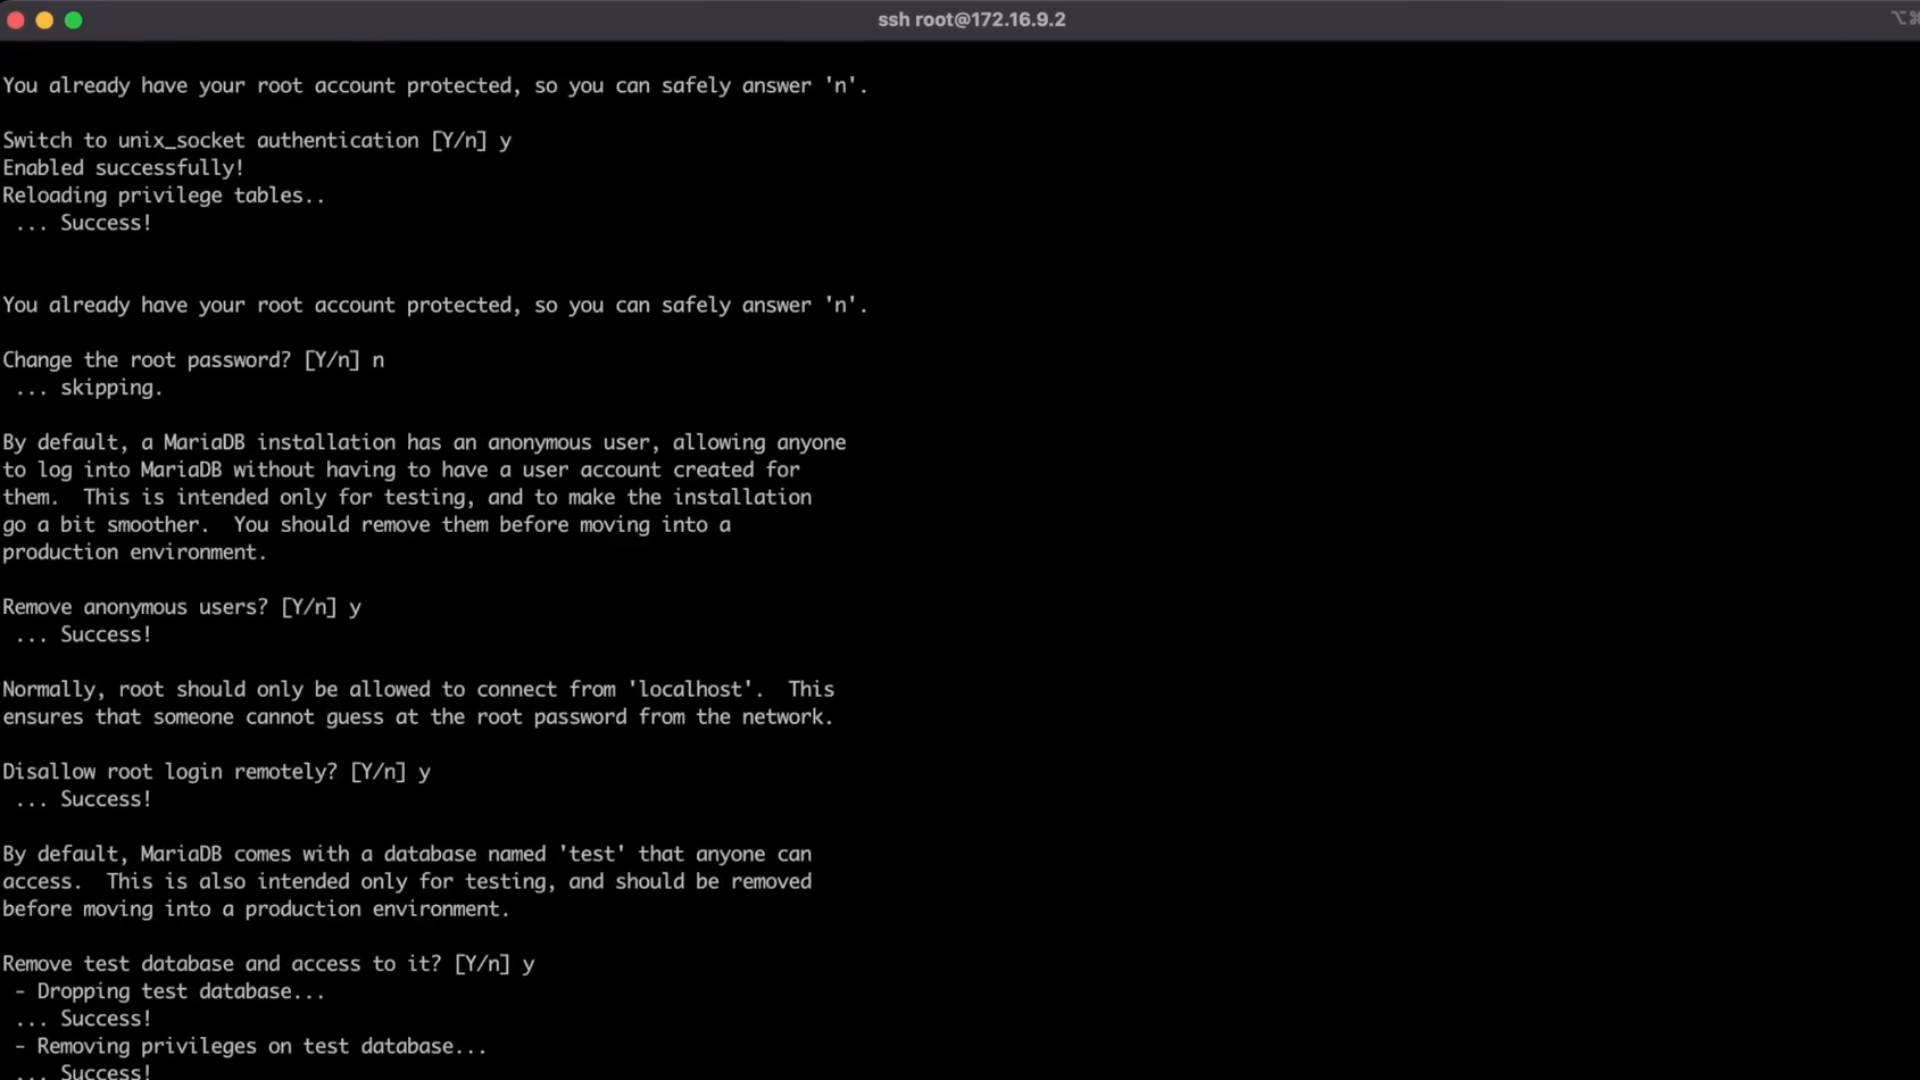 ssh root@172.16.9.2
You already have your root account protected, so you can safely answer 'n'.
Switch to unix_socket authentication [Y/n] y
Enabled successfully!
Reloading privilege tables..
... Success!
You already have your root account protected, so you can safely answer 'n'.
Change the root password? [Y/n] n
... skipping.
By default, a MariaDB installation has an anonymous user, allowing anyone
to log into MariaDB without having to have a user account created for
them.  This is intended only for testing, and to make the installation
go a bit smoother.  You should remove them before moving into a
production environment.
Remove anonymous users? [Y/n] y
... Success!
Normally, root should only be allowed to connect from 'localhost'.  This
ensures that someone cannot guess at the root password from the network.
Disallow root login remotely? [Y/n] y
... Success!
By default, MariaDB comes with a database named 'test' that anyone can
access.  This is also intended only for testing, and should be removed
before moving into a production environment.
Remove test database and access to it? [Y/n] y
- Dropping test database...
... Success!
- Removing privileges on test database...
... Success!